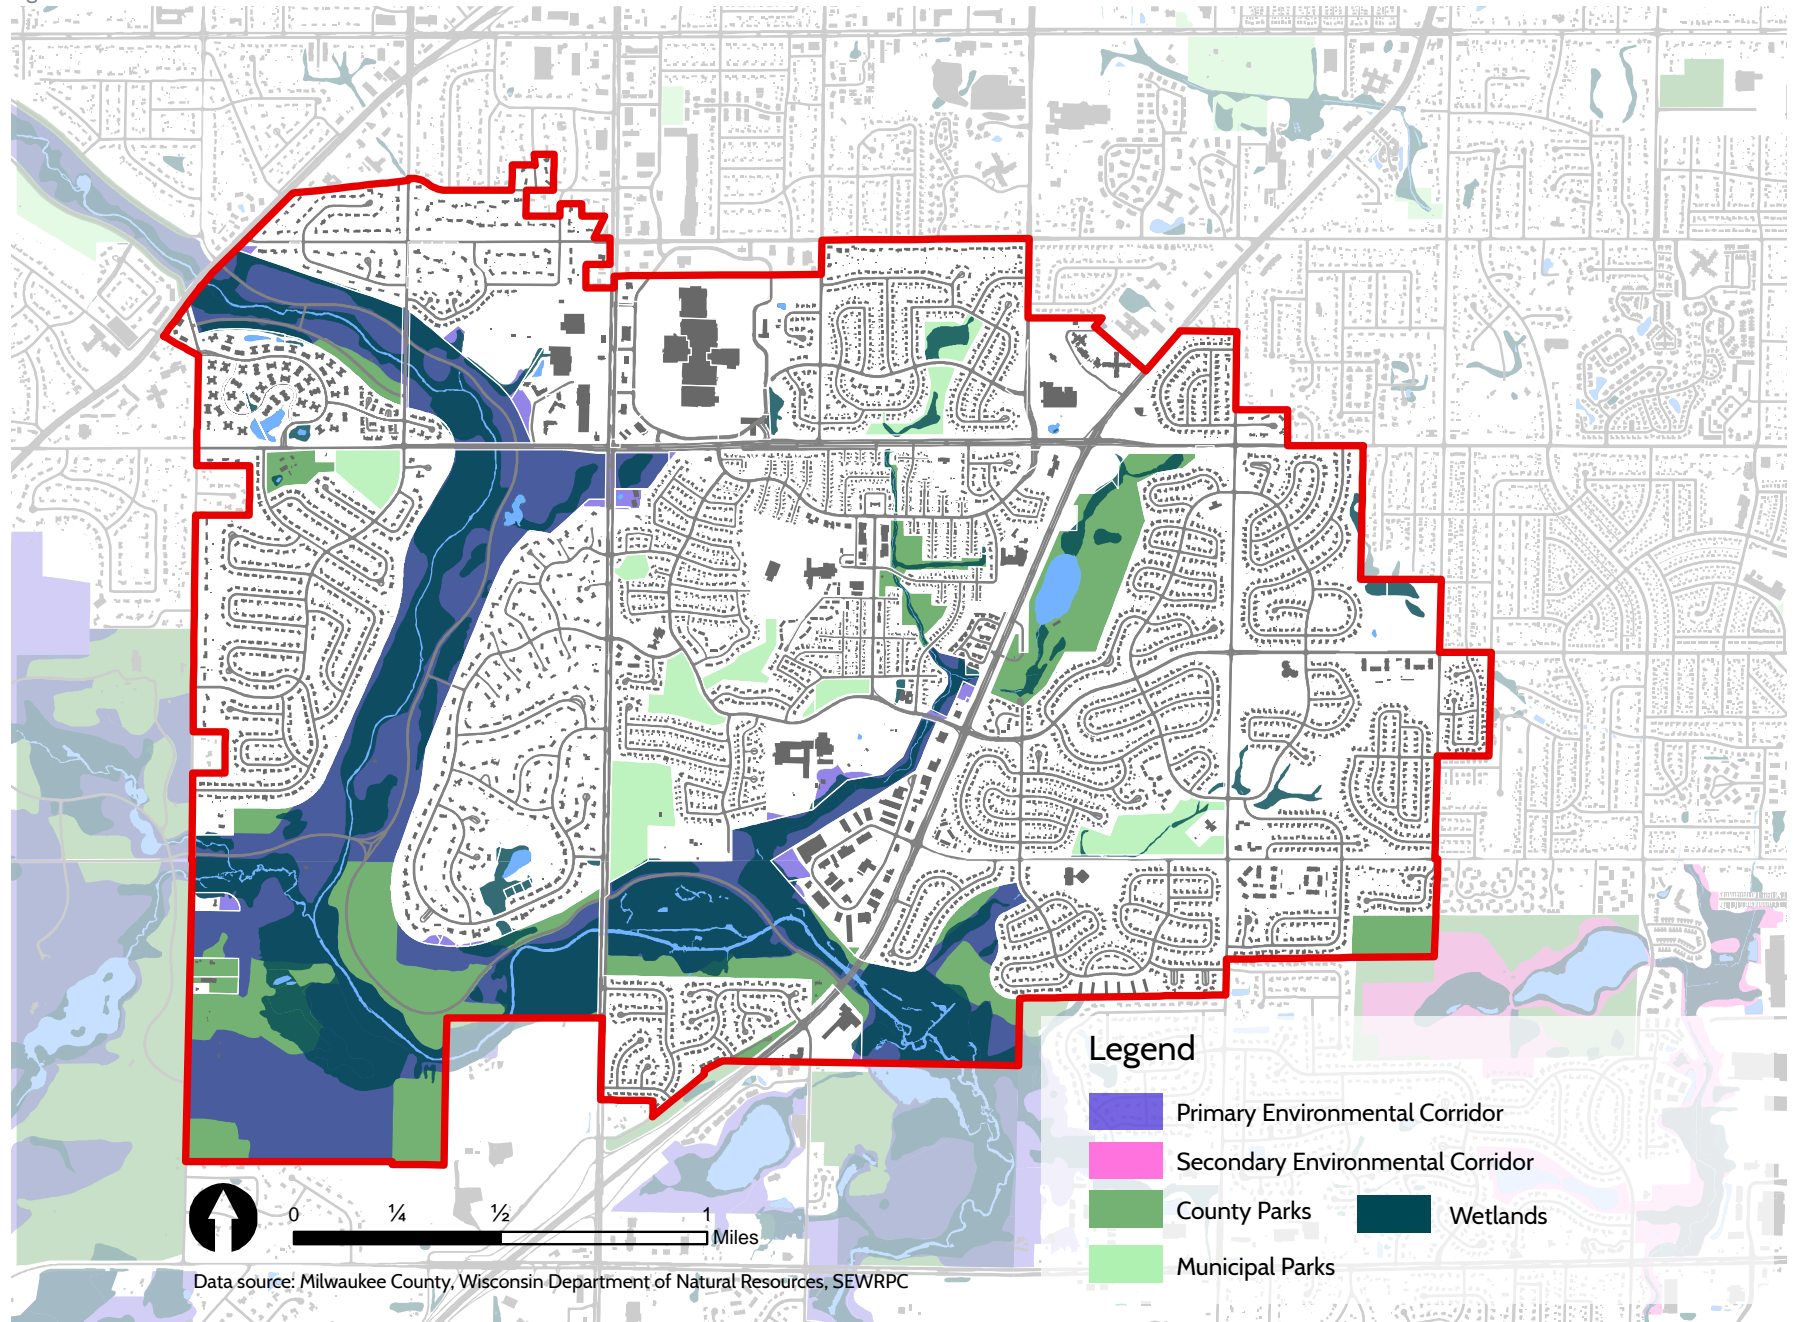 Legend
Primary Environmental Corridor
Secondary Environmental Corridor
County Parks
Wetlands
Municipal Parks
0 ¼ ½ 1
Miles
Data source: Milwaukee County, Wisconsin Department of Natural Resources, SEWRPC